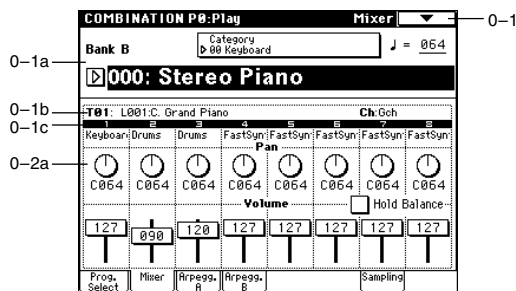 COMBINATION P0:Play Mixer 0–1
Bank B Category 00 Keyboard ♩ = 064
0–1a
000: Stereo Piano
0–1b T01: L001:C. Grand Piano Ch:Gch
0–1c 1 2 3 4 5 6 7 8
Keyboar Drums Drums FastSyn FastSyn FastSyn FastSyn FastSyn
Pan
0–2a
C064 C064 C064 C064 C064 C064 C064 C064
Volume Hold Balance
127 090 120 127 127 127 127 127
Prog. Select Mixer Arpegg. A Arpegg. B Sampling